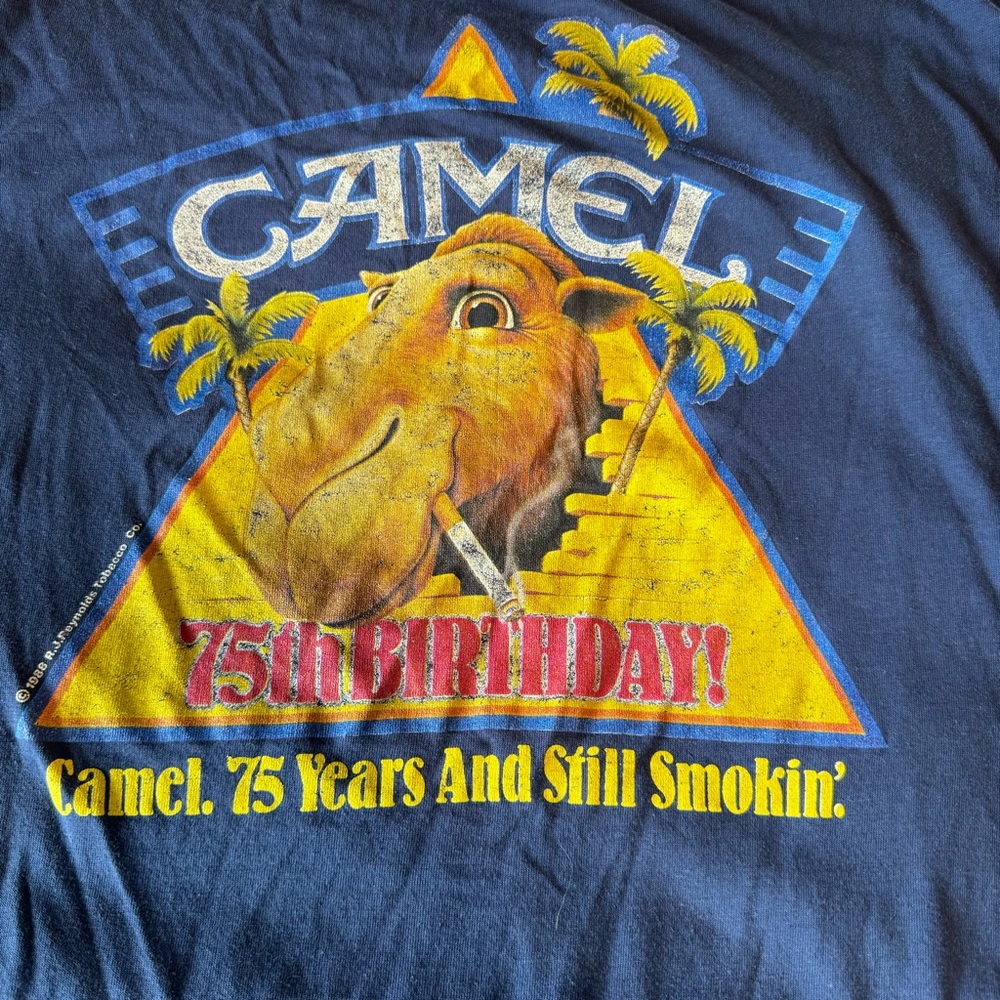 CAMEL
75th BIRTHDAY!
Camel. 75 Years And Still Smokin'.
© 1988 R.J.Reynolds Tobacco Co.